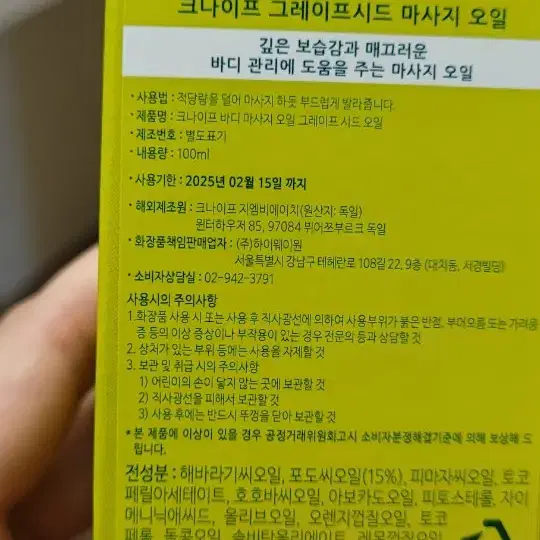 크나이프 그레이프시드 마사지 오일
깊은 보습감과 매끄러운
바디 관리에 도움을 주는 마사지 오일
· 사용법 : 적당량을 덜어 마사지 하듯 부드럽게 발라줍니다.
· 제품명 : 크나이프 바디 마사지 오일 그레이프 시드 오일
· 제조번호 : 별도표기
· 내용량 : 100ml
· 사용기한 : 2025년 02월 15일 까지
· 해외제조원 : 크나이프 지엠비에이치(원산지: 독일)
윈터하우저 85, 97084 뷔어쯔부르크 독일
· 화장품책임판매업자 : (주)하이웨이원
서울특별시 강남구 테헤란로 108길 22, 9층 (대치동, 서경빌딩)
· 소비자상담실 : 02-942-3791
사용시의 주의사항
1. 화장품 사용 시 또는 사용 후 직사광선에 의하여 사용부위가 붉은 반점, 부어오름 또는 가려움
증 등의 이상 증상이나 부작용이 있는 경우 전문의 등과 상담할 것
2. 상처가 있는 부위 등에는 사용을 자제할 것
3. 보관 및 취급 시의 주의사항
1) 어린이의 손이 닿지 않는 곳에 보관할 것
2) 직사광선을 피해서 보관할 것
3) 사용 후에는 반드시 뚜껑을 닫아 보관할 것
* 본 제품에 이상이 있을 경우 공정거래위원회고시 소비자분쟁해결기준에 의해 보상해 드
립니다.
전성분 : 해바라기씨오일, 포도씨오일(15%), 피마자씨오일, 토코
페릴아세테이트, 호호바씨오일, 아보카도오일, 피토스테롤, 자이
메니닉애씨드, 올리브오일, 오렌지껍질오일, 토코
페롤, 동콩오일, 솔비탄올리에이트, 레몬껍질오일